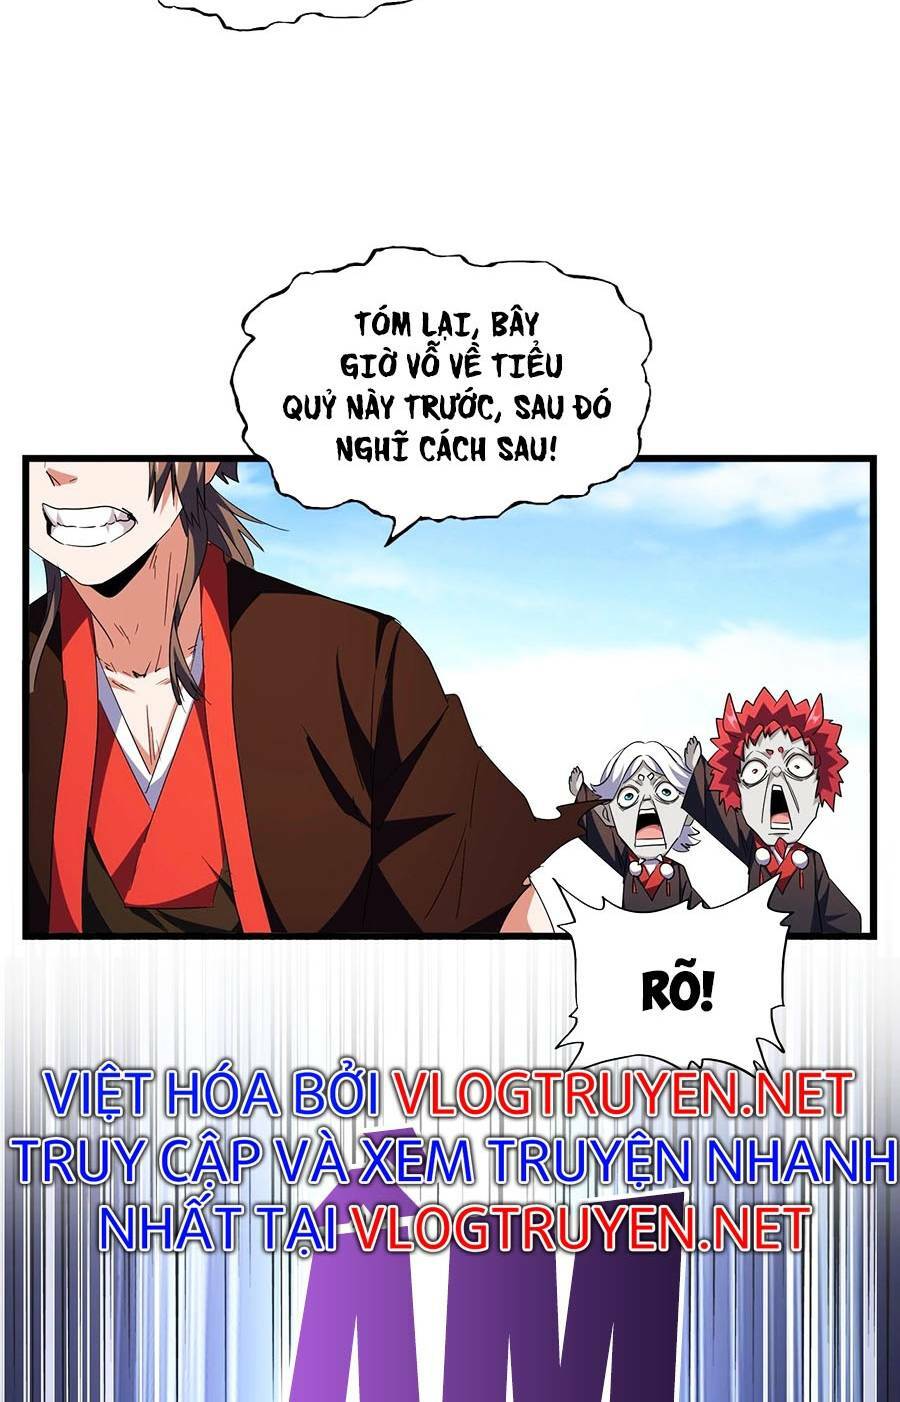 TÓM LẠI, BÂY
GIỜ VỖ VỀ TIỂU
QUỶ NÀY TRƯỚC, SAU ĐÓ
NGHĨ CÁCH SAU!
RÕ!
VIỆT HÓA BỞI VLOGTRUYEN.NET
TRUY CẬP VÀ XEM TRUYỆN NHANH
NHẤT TẠI VLOGTRUYEN.NET
ẦM